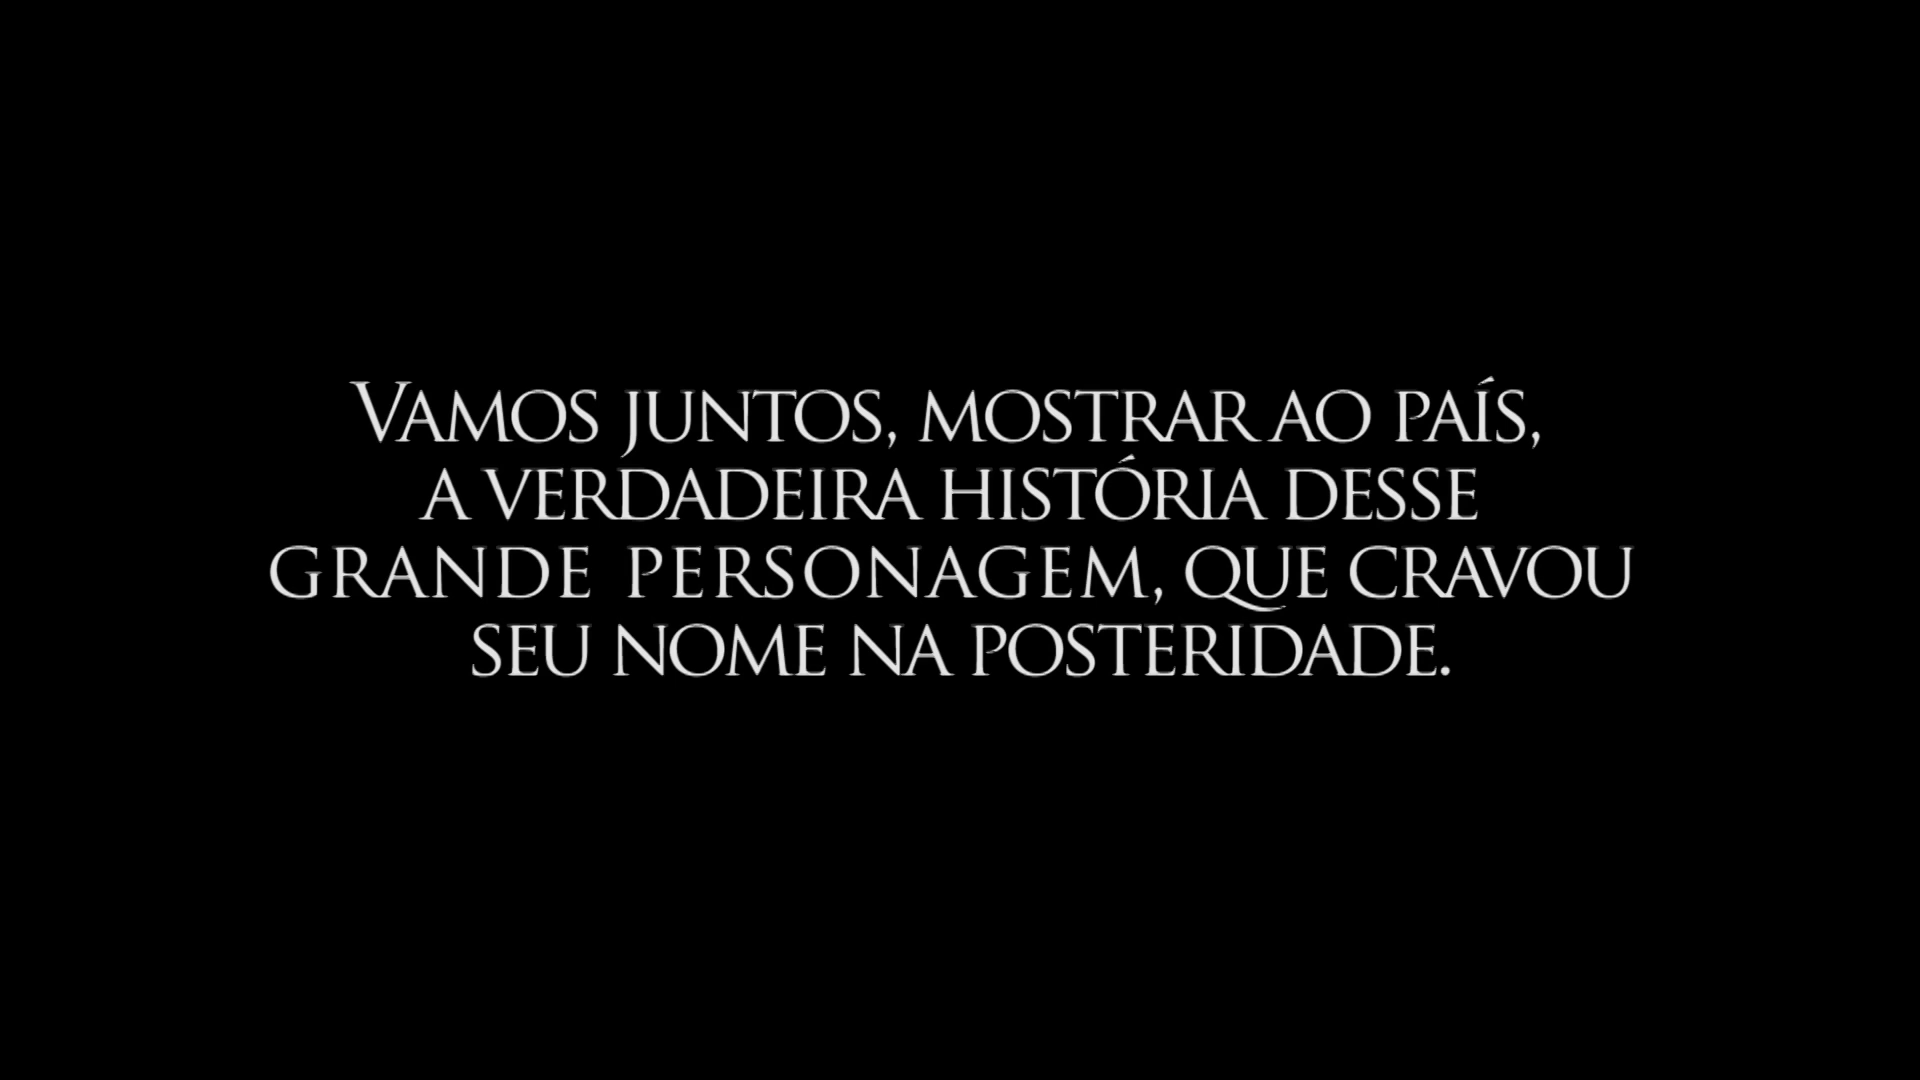 Vamos juntos, mostrar ao país,
a verdadeira história desse
grande personagem, que cravou
seu nome na posteridade.